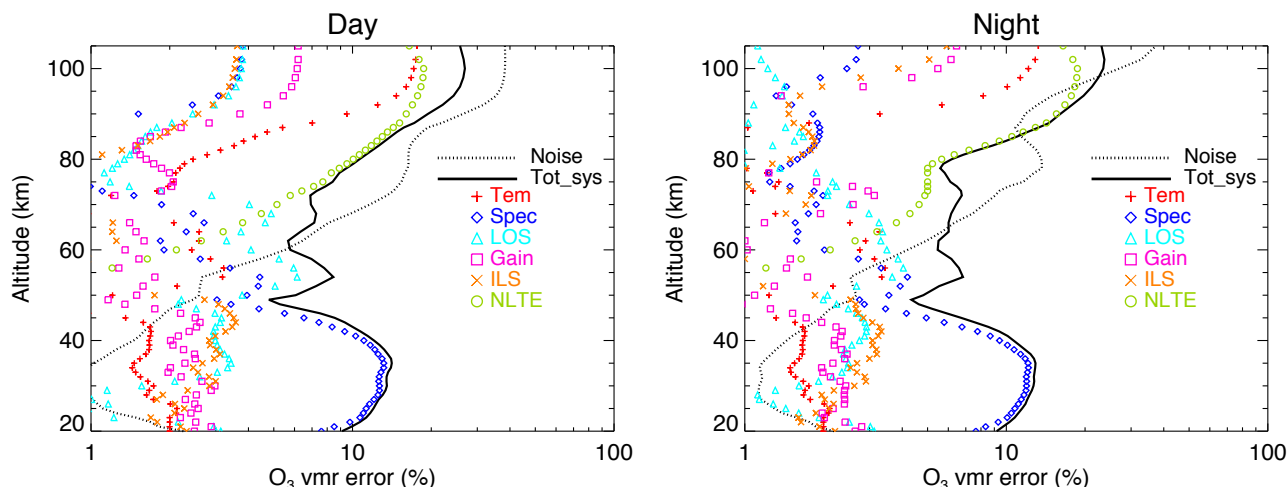 Day
Altitude (km)
100
80
60
40
20
Noise
Tot_sys
Tem
Spec
LOS
Gain
ILS
NLTE
1
10
100
O₃ vmr error (%)
Night
Altitude (km)
100
80
60
40
20
Noise
Tot_sys
Tem
Spec
LOS
Gain
ILS
NLTE
1
10
100
O₃ vmr error (%)